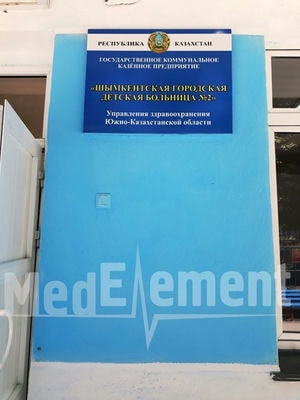 РЕСПУБЛИКА КАЗАХСТАН
ГОСУДАРСТВЕННОЕ КОММУНАЛЬНОЕ
КАЗЁННОЕ ПРЕДПРИЯТИЕ
«ШЫМКЕНТСКАЯ ГОРОДСКАЯ
ДЕТСКАЯ БОЛЬНИЦА №2»
Управления здравоохранения
Южно-Казахстанской области
MedElement